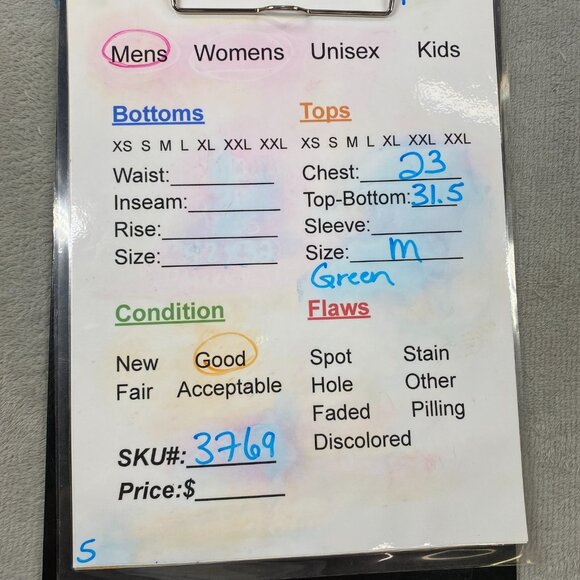 Mens Womens Unisex Kids
Bottoms Tops
XS S M L XL XXL XXL XS S M L XL XXL XXL
Waist: Chest: 23
Inseam: Top-Bottom: 31.5
Rise: Sleeve:
Size: Size: M
Green
Condition Flaws
New Good Spot Stain
Fair Acceptable Hole Other
Faded Pilling
Discolored
SKU#: 3769
Price:$
5